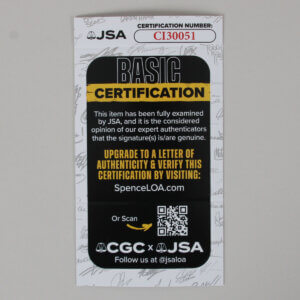 JSA
CERTIFICATION NUMBER:
CI30051
BASIC
CERTIFICATION
This item has been fully examined
by JSA, and it is the considered
opinion of our expert authenticators
that the signature(s) is/are genuine.
UPGRADE TO A LETTER OF
AUTHENTICITY & VERIFY THIS
CERTIFICATION BY VISITING:
SpenceLOA.com
Or Scan
CGC x JSA
Follow us at @jsaloa